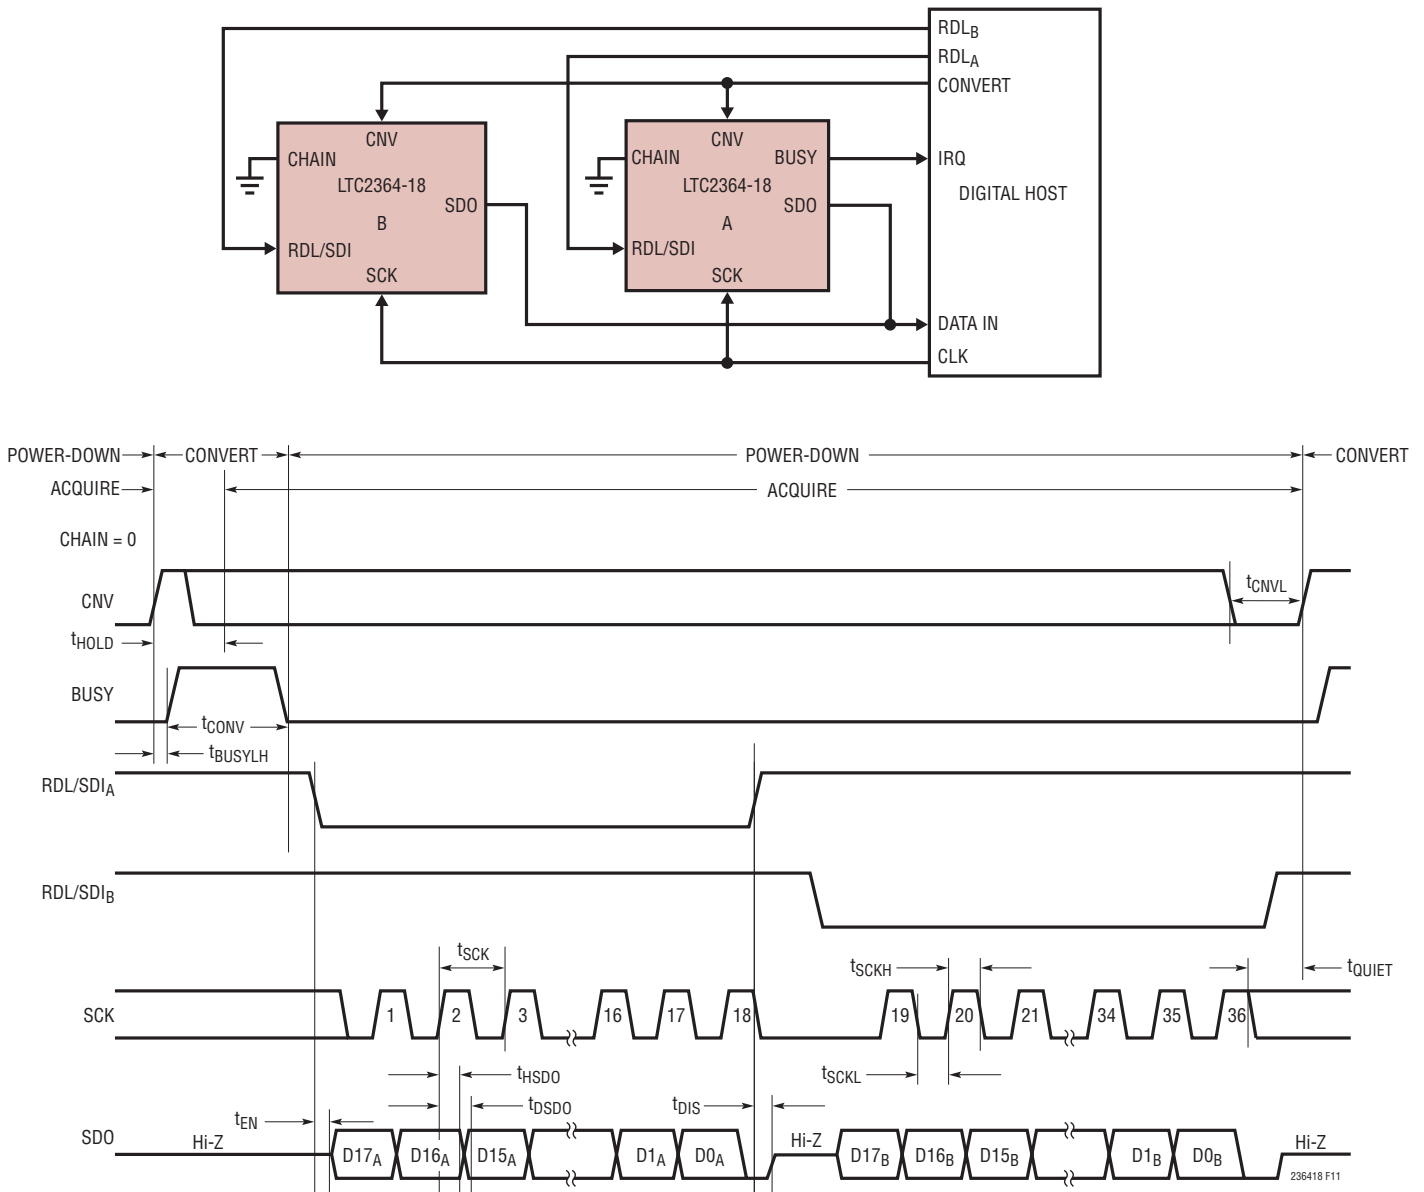 RDLB
RDLA
CONVERT
CNV
CNV
CHAIN
CHAIN
BUSY
IRQ
LTC2364-18
LTC2364-18
DIGITAL HOST
SDO
SDO
B
A
RDL/SDI
RDL/SDI
SCK
SCK
DATA IN
CLK
POWER-DOWN CONVERT POWER-DOWN CONVERT
ACQUIRE ACQUIRE
CHAIN = 0
CNV tCNVL
tHOLD
BUSY
tCONV
tBUSYLH
RDL/SDIA
RDL/SDIB
tSCK tSCKH tQUIET
SCK 1 2 3 16 17 18 19 20 21 34 35 36
tHSDO tSCKL
tEN tDSDO tDIS
SDO Hi-Z D17A D16A D15A D1A D0A Hi-Z D17B D16B D15B D1B D0B Hi-Z
236418 F11